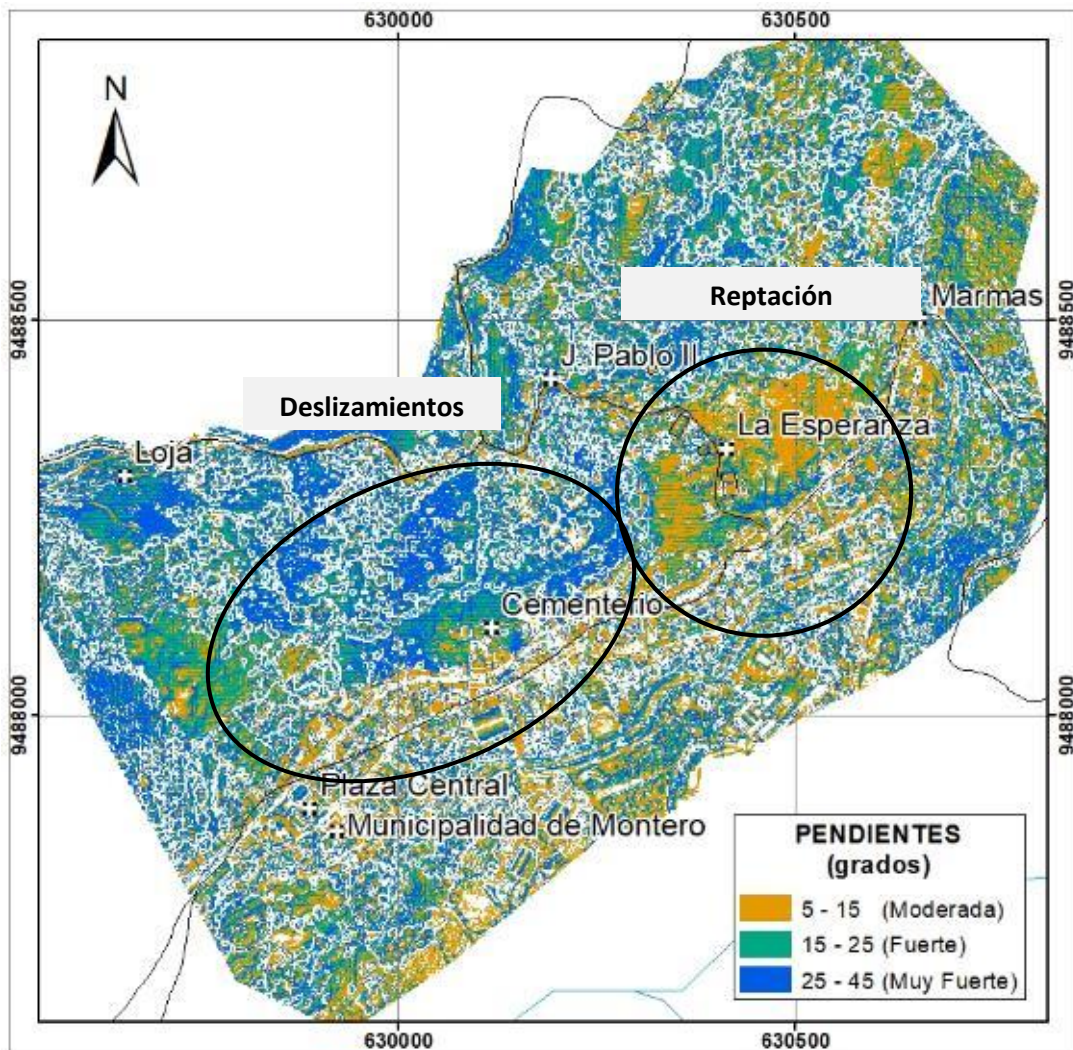 630000
630500
N
Reptación
9488500
Marmas
9488500
J. Pablo II
Deslizamientos
La Esperanza
Loja
Cementerio
9488000
9488000
Plaza Central
Municipalidad de Montero
PENDIENTES
(grados)
5 - 15 (Moderada)
15 - 25 (Fuerte)
25 - 45 (Muy Fuerte)
630000
630500